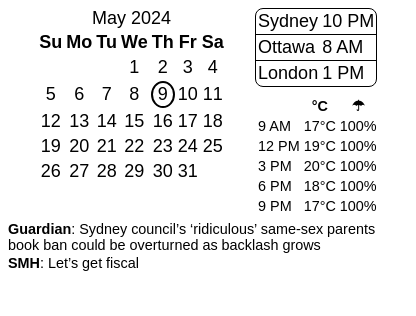 May 2024
Su Mo Tu We Th Fr Sa
1 2 3 4
5 6 7 8 9 10 11
12 13 14 15 16 17 18
19 20 21 22 23 24 25
26 27 28 29 30 31
Sydney 10 PM
Ottawa 8 AM
London 1 PM
°C ☂
9 AM 17°C 100%
12 PM 19°C 100%
3 PM 20°C 100%
6 PM 18°C 100%
9 PM 17°C 100%
Guardian: Sydney council’s ‘ridiculous’ same-sex parents
book ban could be overturned as backlash grows
SMH: Let’s get fiscal